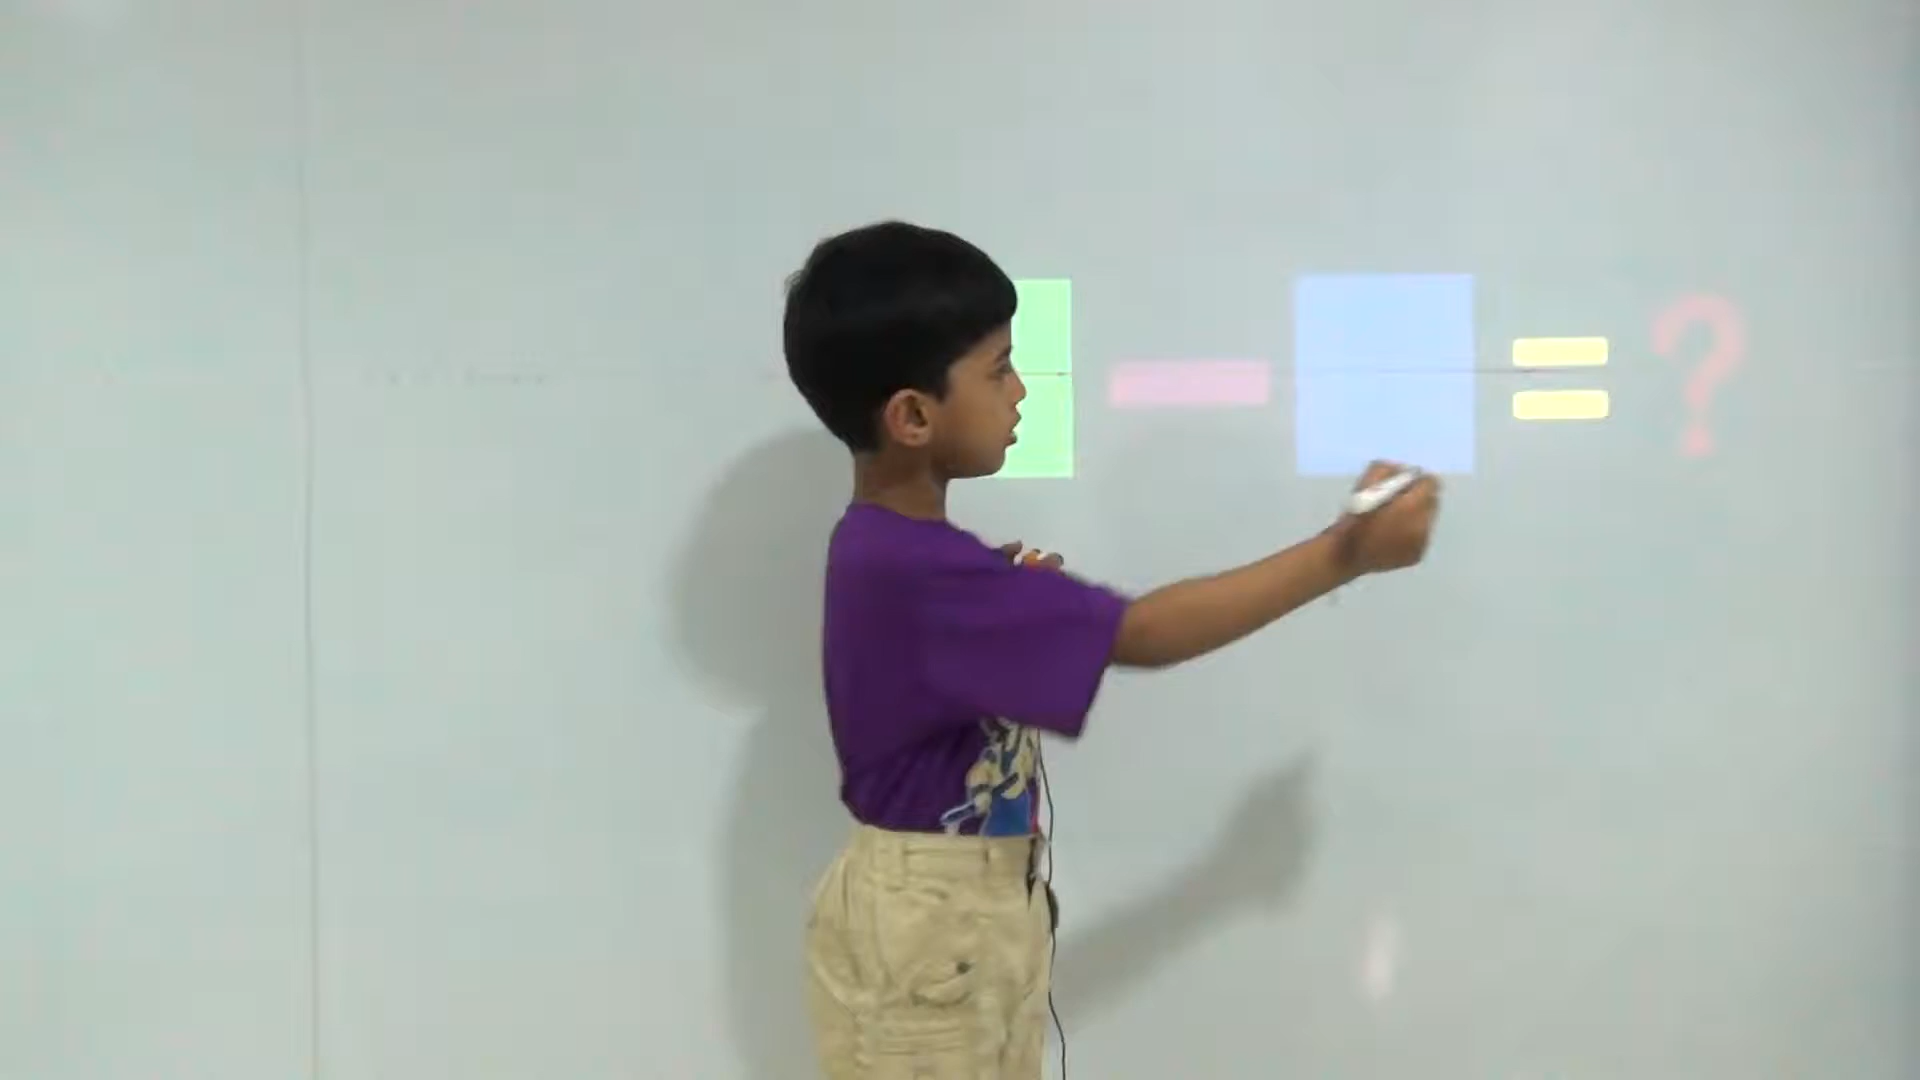 − = ?